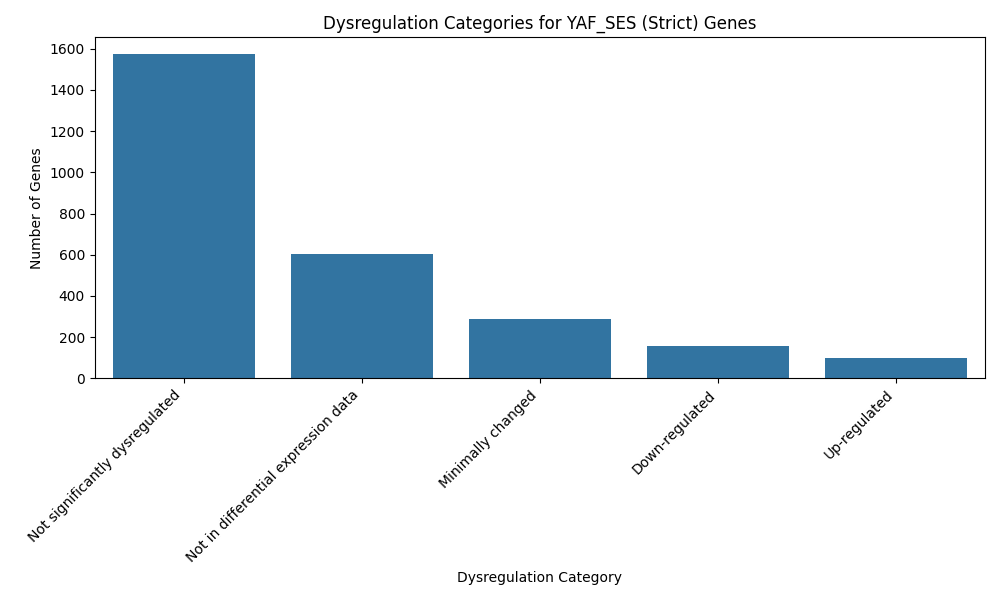 Dysregulation Categories for YAF_SES (Strict) Genes
Number of Genes
1600
1400
1200
1000
800
600
400
200
0
Not significantly dysregulated
Not in differential expression data
Minimally changed
Down-regulated
Up-regulated
Dysregulation Category